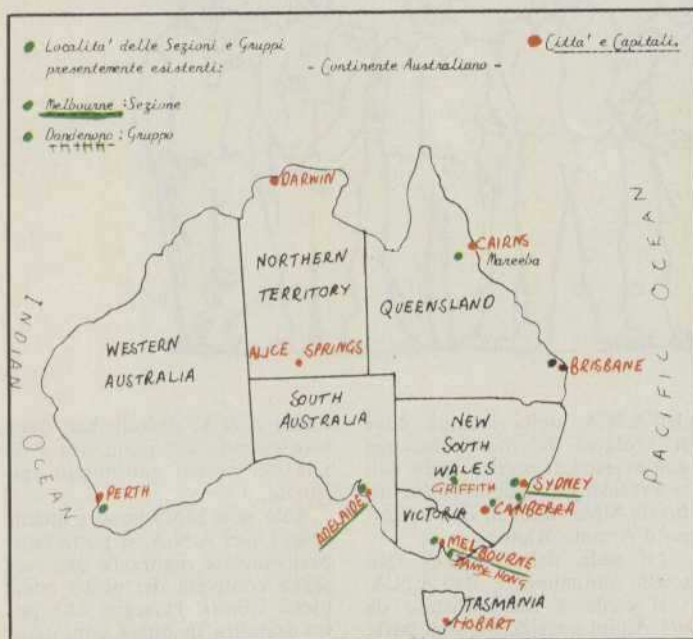 Localita' delle Sezioni e Gruppi
presentemente esistenti:
- Continente Australiano -
Città e Capitali.
Melbourne : Sezione
Dandenono : Gruppo
DARWIN
CAIRNS
Mareeba
NORTHERN
TERRITORY
QUEENSLAND
PACIFIC OCEAN
INDIAN
OCEAN
WESTERN
AUSTRALIA
ALICE SPRINGS
BRISBANE
SOUTH
AUSTRALIA
NEW
SOUTH
WALES
GRIFFITH
SYDNEY
PERTH
ADELAIDE
VICTORIA
CANBERRA
MELBOURNE
TASMANIA
HOBART